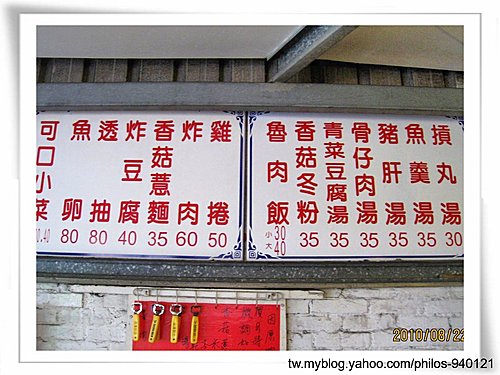 可口小菜 30.40
魚卵 80
透抽 80
炸豆腐 40
香菇薏麵 35
炸肉 60
雞捲 50
魯肉飯 小30 大40
香菇冬粉 35
青菜豆腐湯 35
骨仔肉湯 35
豬肝湯 35
魚羹湯 35
摃丸湯 30
2010/08/22
tw.myblog.yahoo.com/philos-940121